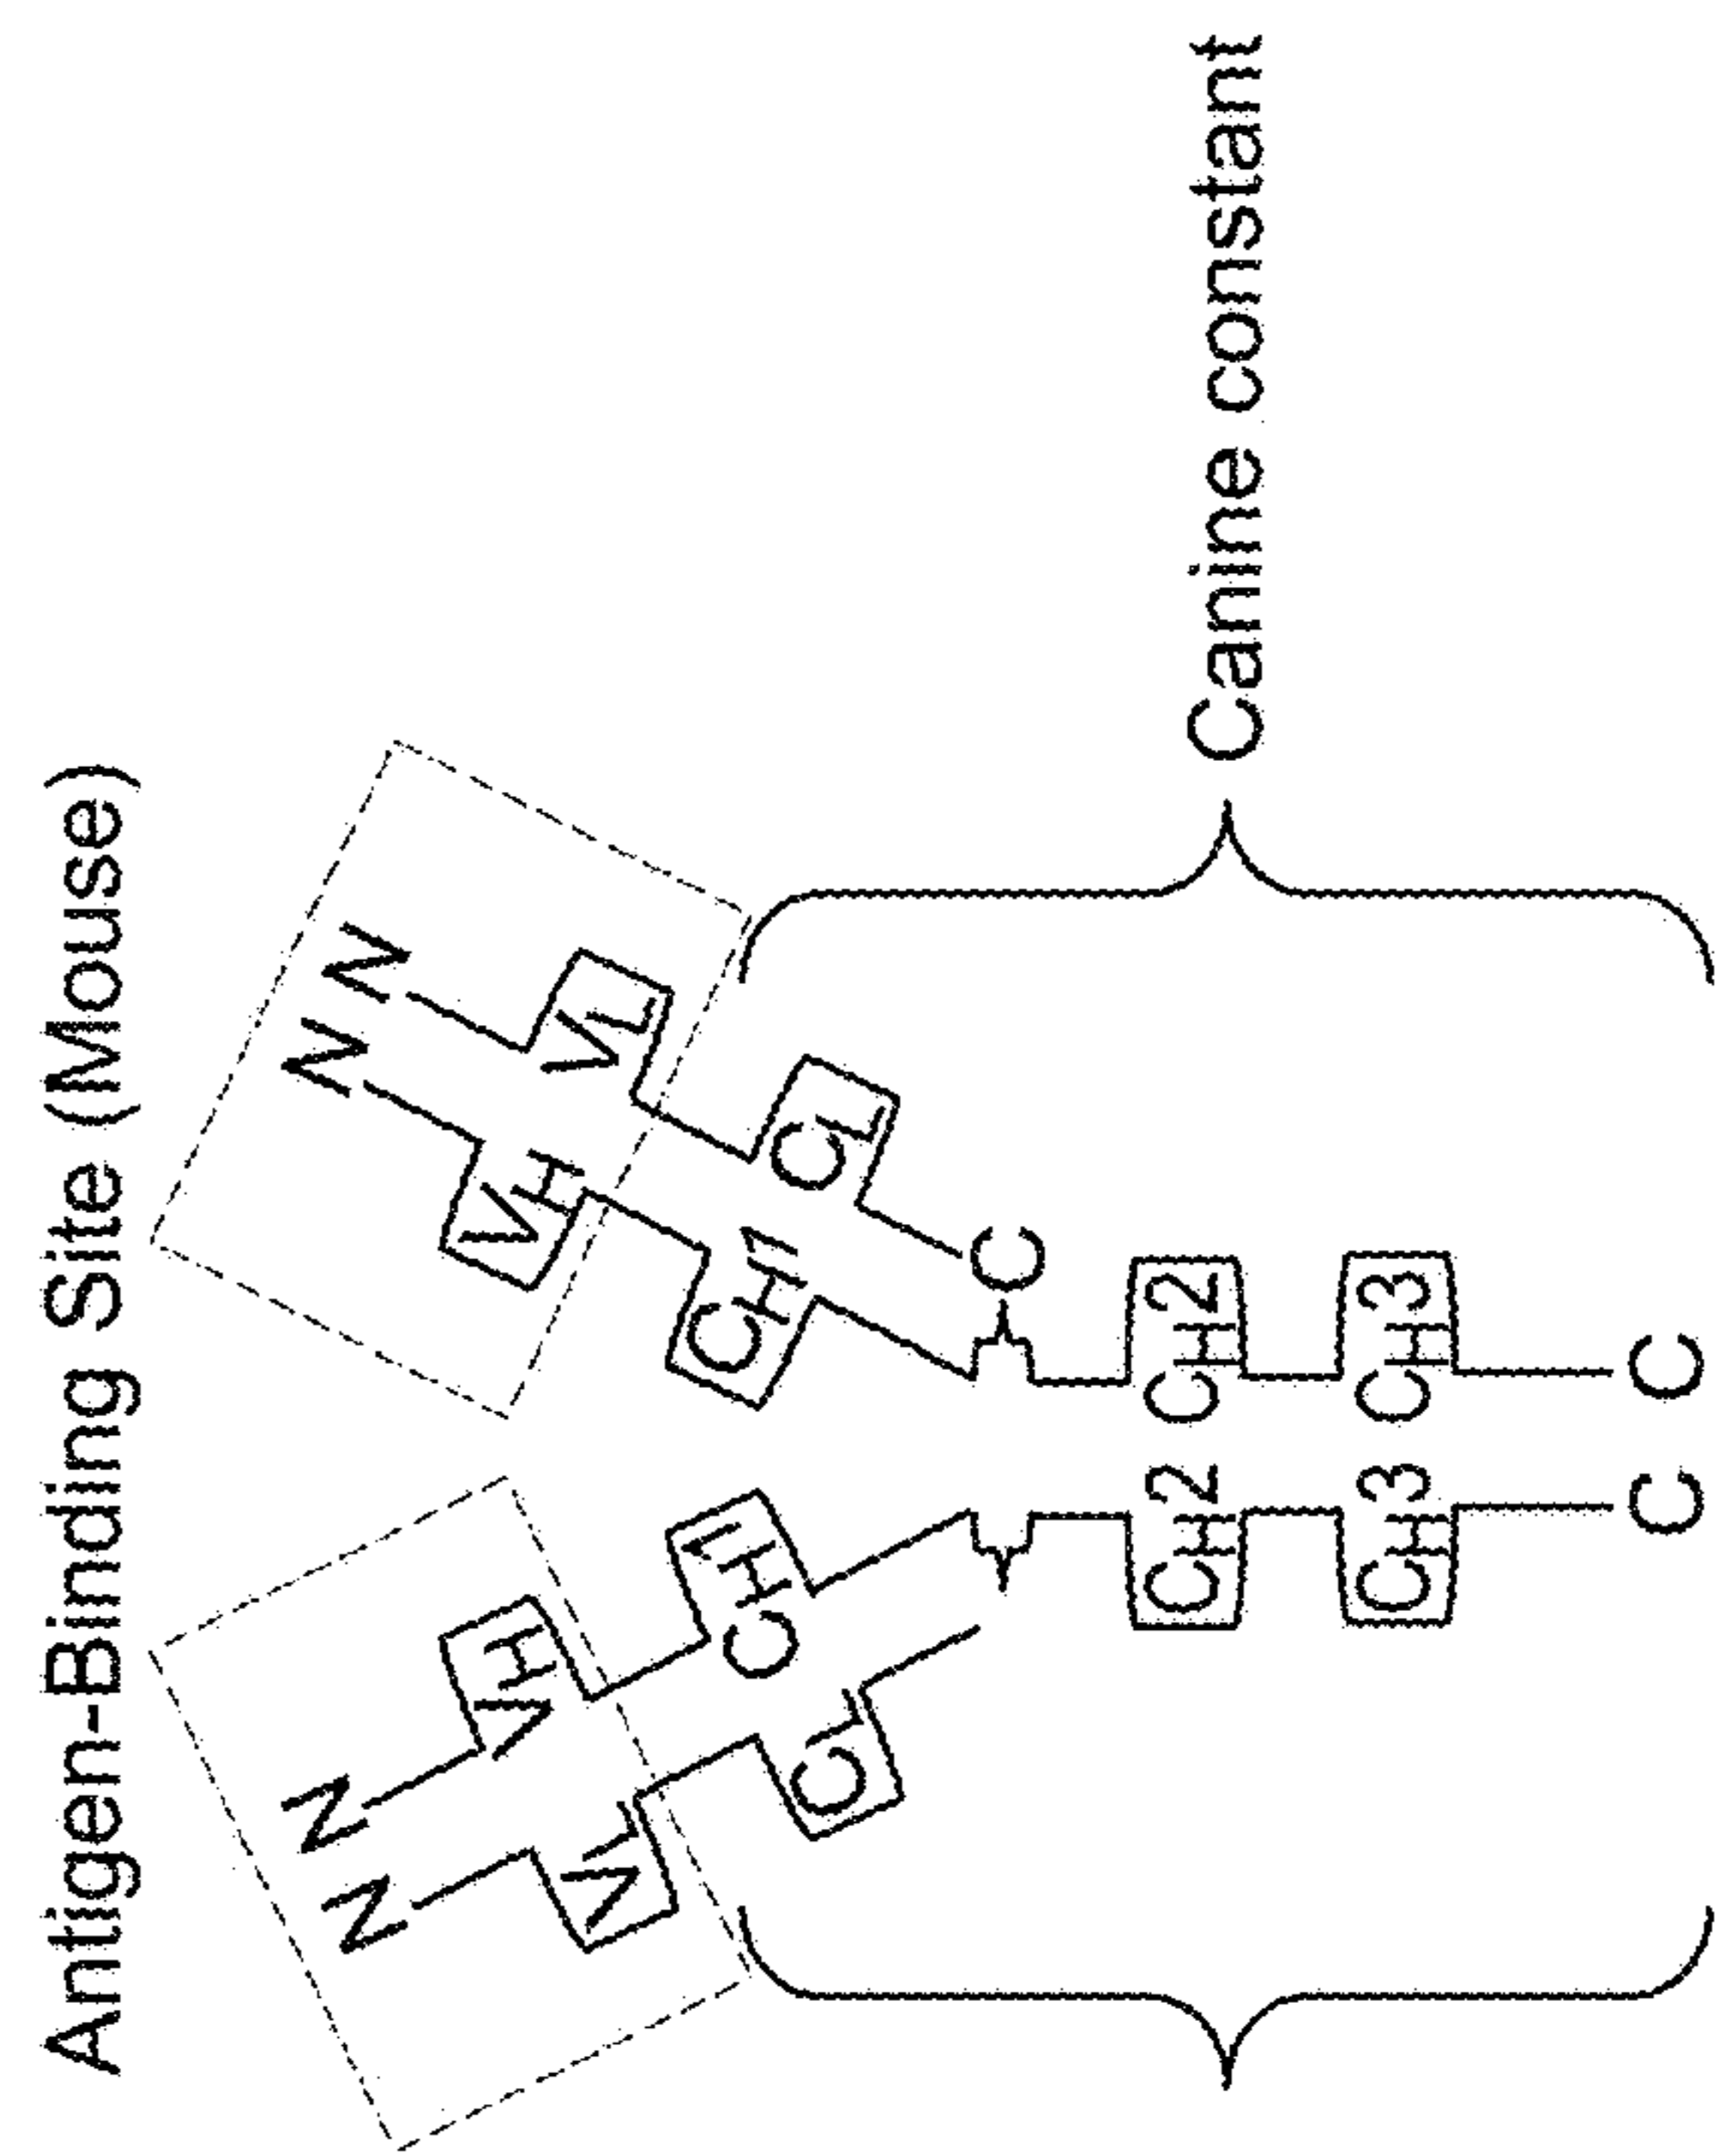 Antigen-Binding Site (Mouse)
N
N
N
N
VL
VH
VH
VL
CL
CH1
CH1
CL
C
CH2
CH2
Canine constant
CH3
CH3
C
C